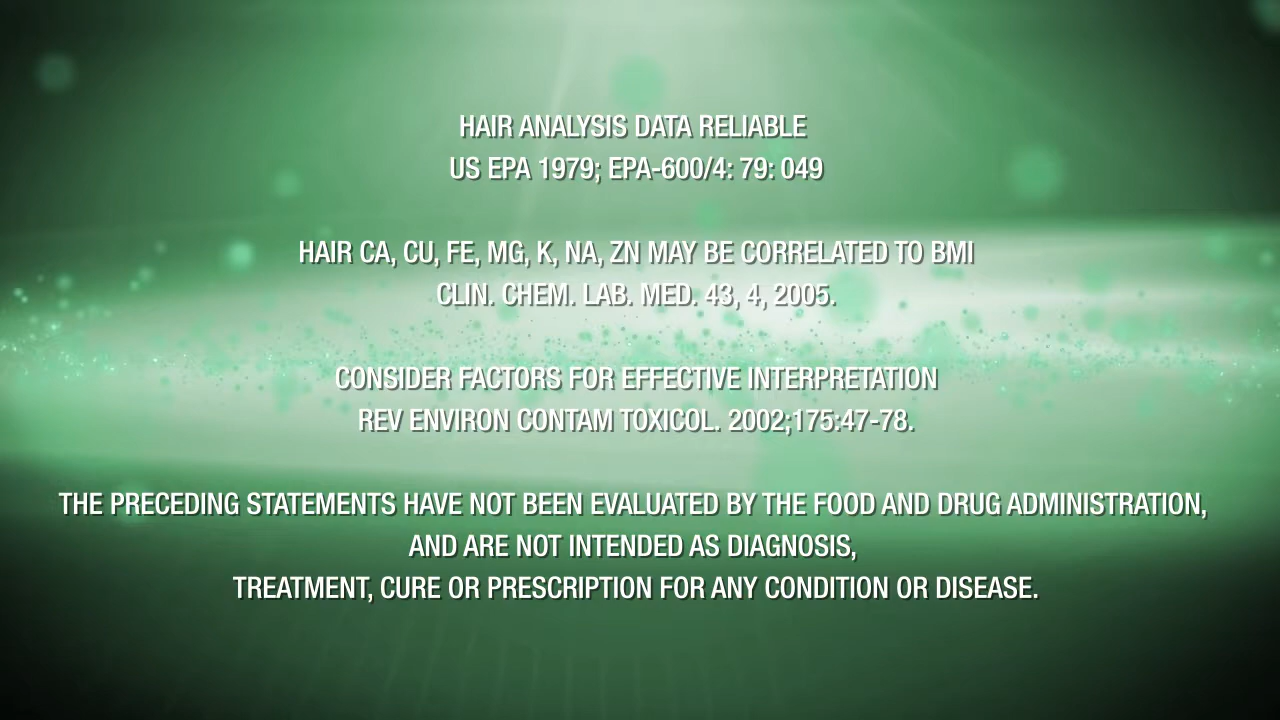 HAIR ANALYSIS DATA RELIABLE
US EPA 1979; EPA-600/4: 79: 049
HAIR CA, CU, FE, MG, K, NA, ZN MAY BE CORRELATED TO BMI
CLIN. CHEM. LAB. MED. 43, 4, 2005.
CONSIDER FACTORS FOR EFFECTIVE INTERPRETATION
REV ENVIRON CONTAM TOXICOL. 2002;175:47-78.
THE PRECEDING STATEMENTS HAVE NOT BEEN EVALUATED BY THE FOOD AND DRUG ADMINISTRATION,
AND ARE NOT INTENDED AS DIAGNOSIS,
TREATMENT, CURE OR PRESCRIPTION FOR ANY CONDITION OR DISEASE.